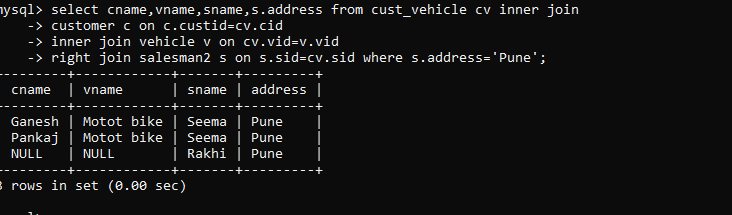 mysql> select cname,vname,sname,s.address from cust_vehicle cv inner join
-> customer c on c.custid=cv.cid
-> inner join vehicle v on cv.vid=v.vid
-> right join salesman2 s on s.sid=cv.sid where s.address='Pune';
---------+------------+-------+---------+
cname | vname | sname | address |
---------+------------+-------+---------+
Ganesh | Motot bike | Seema | Pune |
Pankaj | Motot bike | Seema | Pune |
NULL | NULL | Rakhi | Pune |
---------+------------+-------+---------+
3 rows in set (0.00 sec)